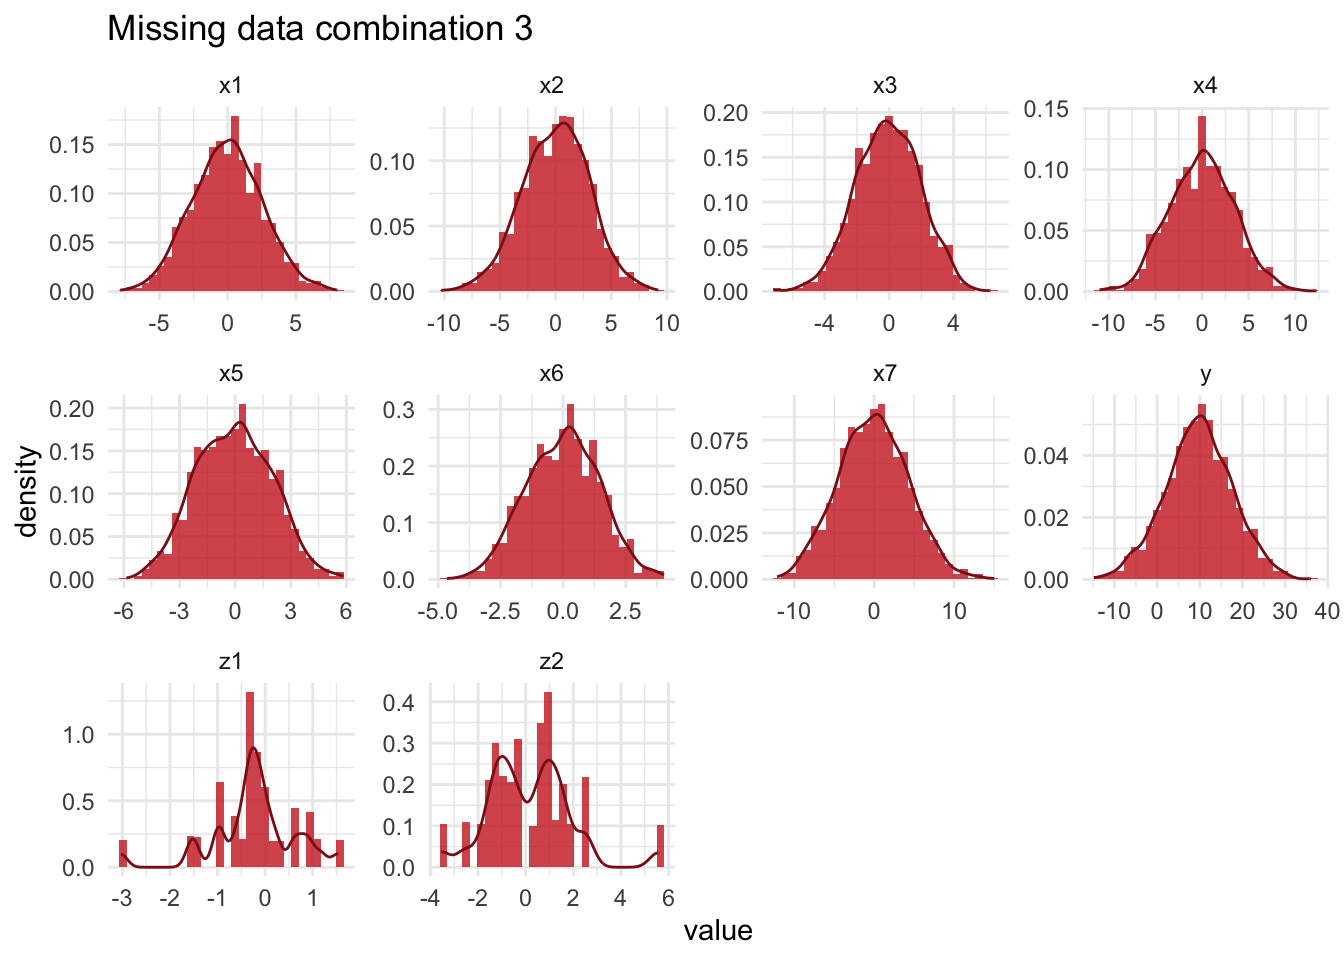 Missing data combination 3
x1 x2 x3 x4
0.15 0.10 0.05 0.00
0.10 0.05 0.00
0.20 0.15 0.10 0.05 0.00
0.15 0.10 0.05 0.00
-5 0 5
-10 -5 0 5 10
-4 0 4
-10 -5 0 5 10
x5 x6 x7 y
0.20 0.15 0.10 0.05 0.00
0.3 0.2 0.1 0.0
0.075 0.050 0.025 0.000
0.04 0.02 0.00
-6 -3 0 3 6
-5.0 -2.5 0.0 2.5
-10 0 10
-10 0 10 20 30 40
density
z1 z2
1.0 0.5 0.0
0.4 0.3 0.2 0.1 0.0
-3 -2 -1 0 1
-4 -2 0 2 4 6
value